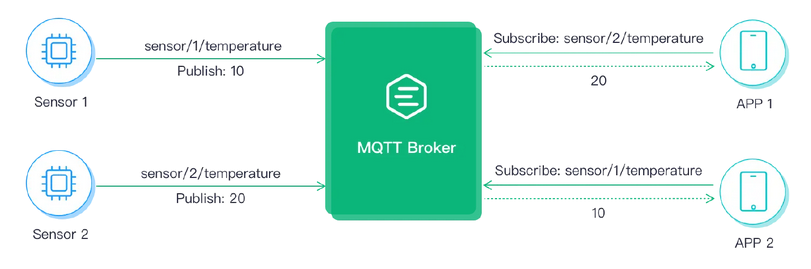 sensor/1/temperature
Publish: 10
Sensor 1
sensor/2/temperature
Publish: 20
Sensor 2
MQTT Broker
Subscribe: sensor/2/temperature
20
APP 1
Subscribe: sensor/1/temperature
10
APP 2